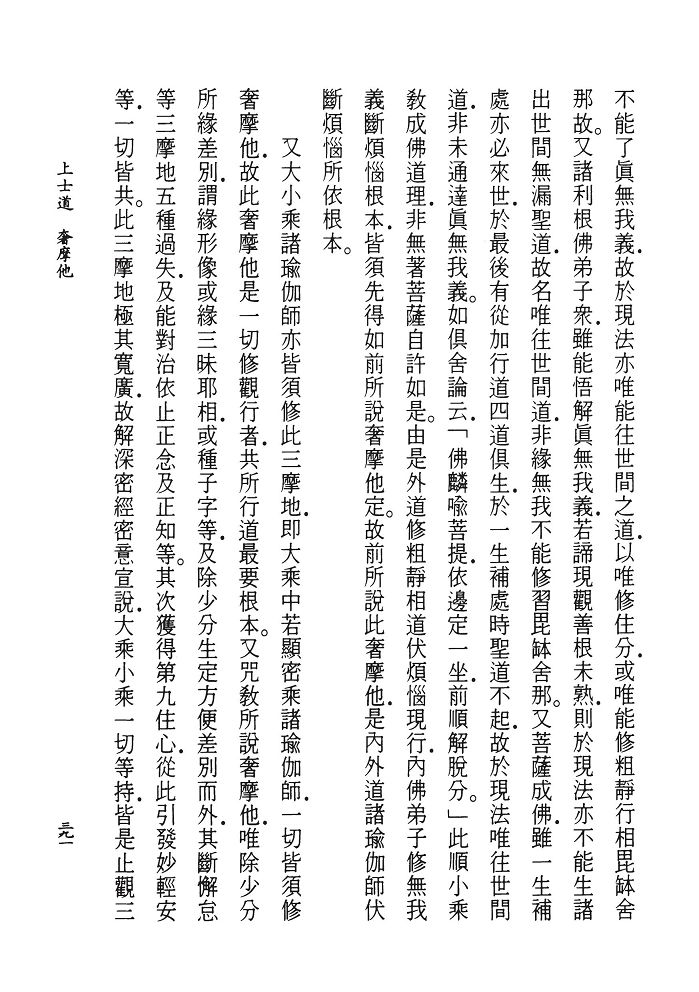 不能了眞無我義．故於現法亦唯能往世間之道．以唯修住分．或唯能修粗靜行相毘缽舍
那故。又諸利根佛弟子眾．雖能悟解眞無我義．若諦現觀善根未熟．則於現法亦不能生諸
出世間無漏聖道．故名唯往世間道．非緣無我不能修習毘缽舍那。又菩薩成佛．雖一生補
處亦必來世．於最後有從加行道四道俱生．於一生補處時聖道不起．故於現法唯往世間
道．非未通達眞無我義。如俱舍論云．「佛麟喻菩提．依邊定一坐．前順解脫分。」此順小乘
教成佛道理．非無著菩薩自許如是。由是外道修粗靜相道伏煩惱現行．內佛弟子修無我
義斷煩惱根本．皆須先得如前所說奢摩他定。故前所說此奢摩他．是內外道諸瑜伽師伏
斷煩惱所依根本。
又大小乘諸瑜伽師亦皆須修此三摩地．即大乘中若顯密乘諸瑜伽師．一切皆須修
奢摩他．故此奢摩他是一切修觀行者．共所行道最要根本。又咒教所說奢摩他．唯除少分
所緣差別．謂緣形像或緣三昧耶相．或種子字等．及除少分生定方便差別而外．其斷懈怠
等三摩地五種過失．及能對治依止正念及正知等。其次獲得第九住心．從此引發妙輕安
等．一切皆共。此三摩地極其寬廣．故解深密經密意宣說．大乘小乘一切等持．皆是止觀三
上士道　奢摩他
三九一